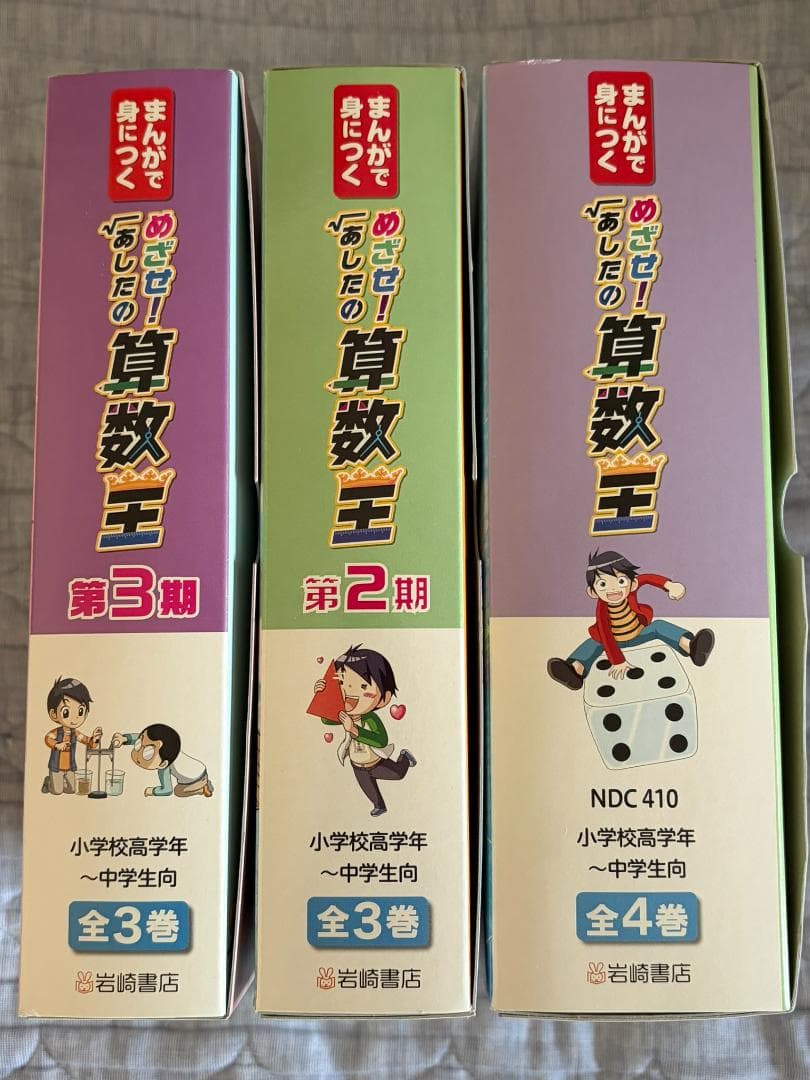 まんがで
身につく
めざせ！
√あしたの
算数王
第3期
小学校高学年
〜中学生向
全3巻
岩崎書店
まんがで
身につく
めざせ！
√あしたの
算数王
第2期
小学校高学年
〜中学生向
全3巻
岩崎書店
まんがで
身につく
めざせ！
√あしたの
算数王
NDC 410
小学校高学年
〜中学生向
全4巻
岩崎書店